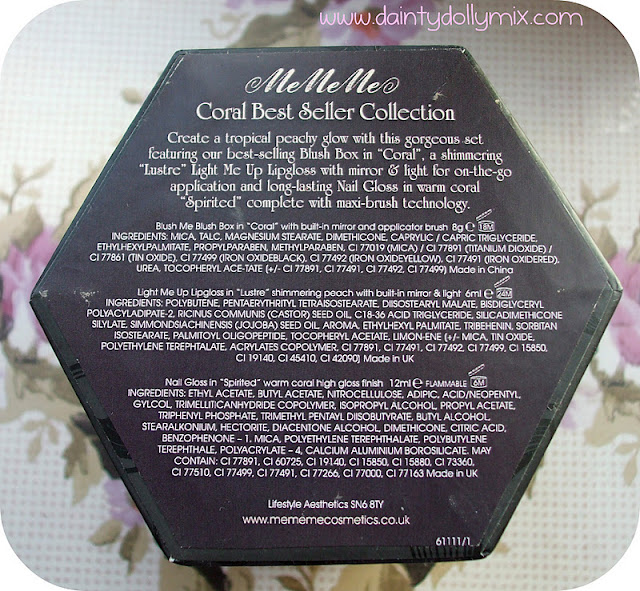 www.daintydollymix.com
MeMeMe
Coral Best Seller Collection
Create a tropical peachy glow with this gorgeous set
featuring our best-selling Blush Box in "Coral", a shimmering
"Lustre" Light Me Up Lipgloss with mirror & light for on-the-go
application and long-lasting Nail Gloss in warm coral
"Spirited" complete with maxi-brush technology.
Blush Me Blush Box in "Coral" with built-in mirror and applicator brush 8g ℮ 18M
INGREDIENTS: MICA, TALC, MAGNESIUM STEARATE, DIMETHICONE, CAPRYLIC / CAPRIC TRIGLYCERIDE,
ETHYLHEXYLPALMITATE, PROPYLPARABEN, METHYLPARABEN, CI 77019 (MICA) / CI 77891 (TITANIUM DIOXIDE) /
CI 77861 (TIN OXIDE), CI 77499 (IRON OXIDEBLACK), CI 77492 (IRON OXIDEYELLOW), CI 77491 (IRON OXIDERED),
UREA, TOCOPHERYL ACE-TATE (+/- CI 77891, CI 77491, CI 77492, CI 77499) Made in China
Light Me Up Lipgloss in "Lustre" shimmering peach with built-in mirror & light 6ml ℮ 24M
INGREDIENTS: POLYBUTENE, PENTAERYTHRITYL TETRAISOSTEARATE, DIISOSTEARYL MALATE, BISDIGLYCERYL
POLYACYLADIPATE-2, RICINUS COMMUNIS (CASTOR) SEED OIL, C18-36 ACID TRIGLYCERIDE, SILICADIMETHICONE
SILYLATE, SIMMONDSIACHINENSIS (JOJOBA) SEED OIL, AROMA, ETHYLHEXYL PALMITATE, TRIBEHENIN, SORBITAN
ISOSTEARATE, PALMITOYL OLIGOPEPTIDE, TOCOPHERYL ACETATE, LIMON-ENE (+/- MICA, TIN OXIDE,
POLYETHYLENE TEREPHTALATE, ACRYLATES COPOLYMER, CI 77891, CI 77491, CI 77492, CI 77499, CI 15850,
CI 19140, CI 45410, CI 42090) Made in UK
Nail Gloss in "Spirited" warm coral high gloss finish 12ml ℮ FLAMMABLE 6M
INGREDIENTS: ETHYL ACETATE, BUTYL ACETATE, NITROCELLULOSE, ADIPIC, ACID/NEOPENTYL,
GYLCOL, TRIMELLITICANHYDRIDE COPOLYMER, ISOPROPYL ALCOHOL, PROPYL ACETATE,
TRIPHENYL PHOSPHATE, TRIMETHYL PENTAYL DIISOBUTYRATE, BUTYL ALCOHOL,
STEARALKONIUM, HECTORITE, DIACENTONE ALCOHOL, DIMETHICONE, CITRIC ACID,
BENZOPHENONE – 1, MICA, POLYETHYLENE TEREPHTHALATE, POLYBUTYLENE
TEREPHTHALE, POLYACRYLATE – 4, CALCIUM ALUMINIUM BOROSILICATE. MAY
CONTAIN: CI 77891, CI 60725, CI 19140, CI 15850, CI 15880, CI 73360,
CI 77510, CI 77499, CI 77491, CI 77266, CI 77000, CI 77163 Made in UK
Lifestyle Aesthetics SN6 8TY
www.mememecosmetics.co.uk
61111/1